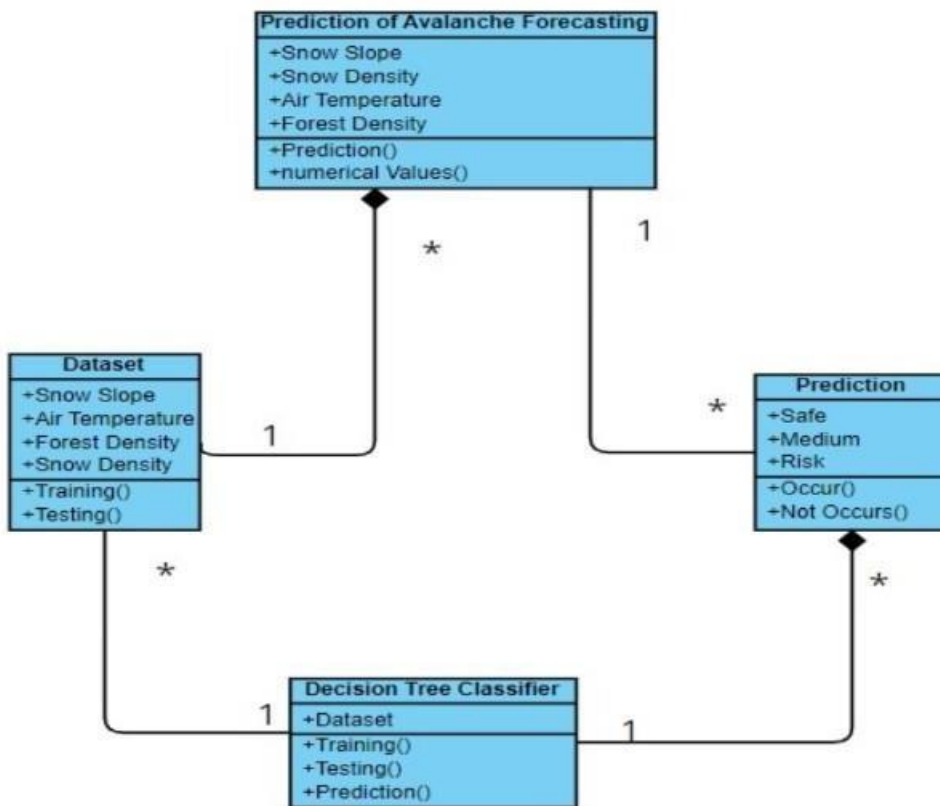 Prediction of Avalanche Forecasting
+Snow Slope
+Snow Density
+Air Temperature
+Forest Density
+Prediction()
+numerical Values()
*
1
Dataset
+Snow Slope
+Air Temperature
+Forest Density
+Snow Density
+Training()
+Testing()
1
*
Prediction
+Safe
+Medium
+Risk
+Occur()
+Not Occurs()
*
*
Decision Tree Classifier
+Dataset
+Training()
+Testing()
+Prediction()
1
1